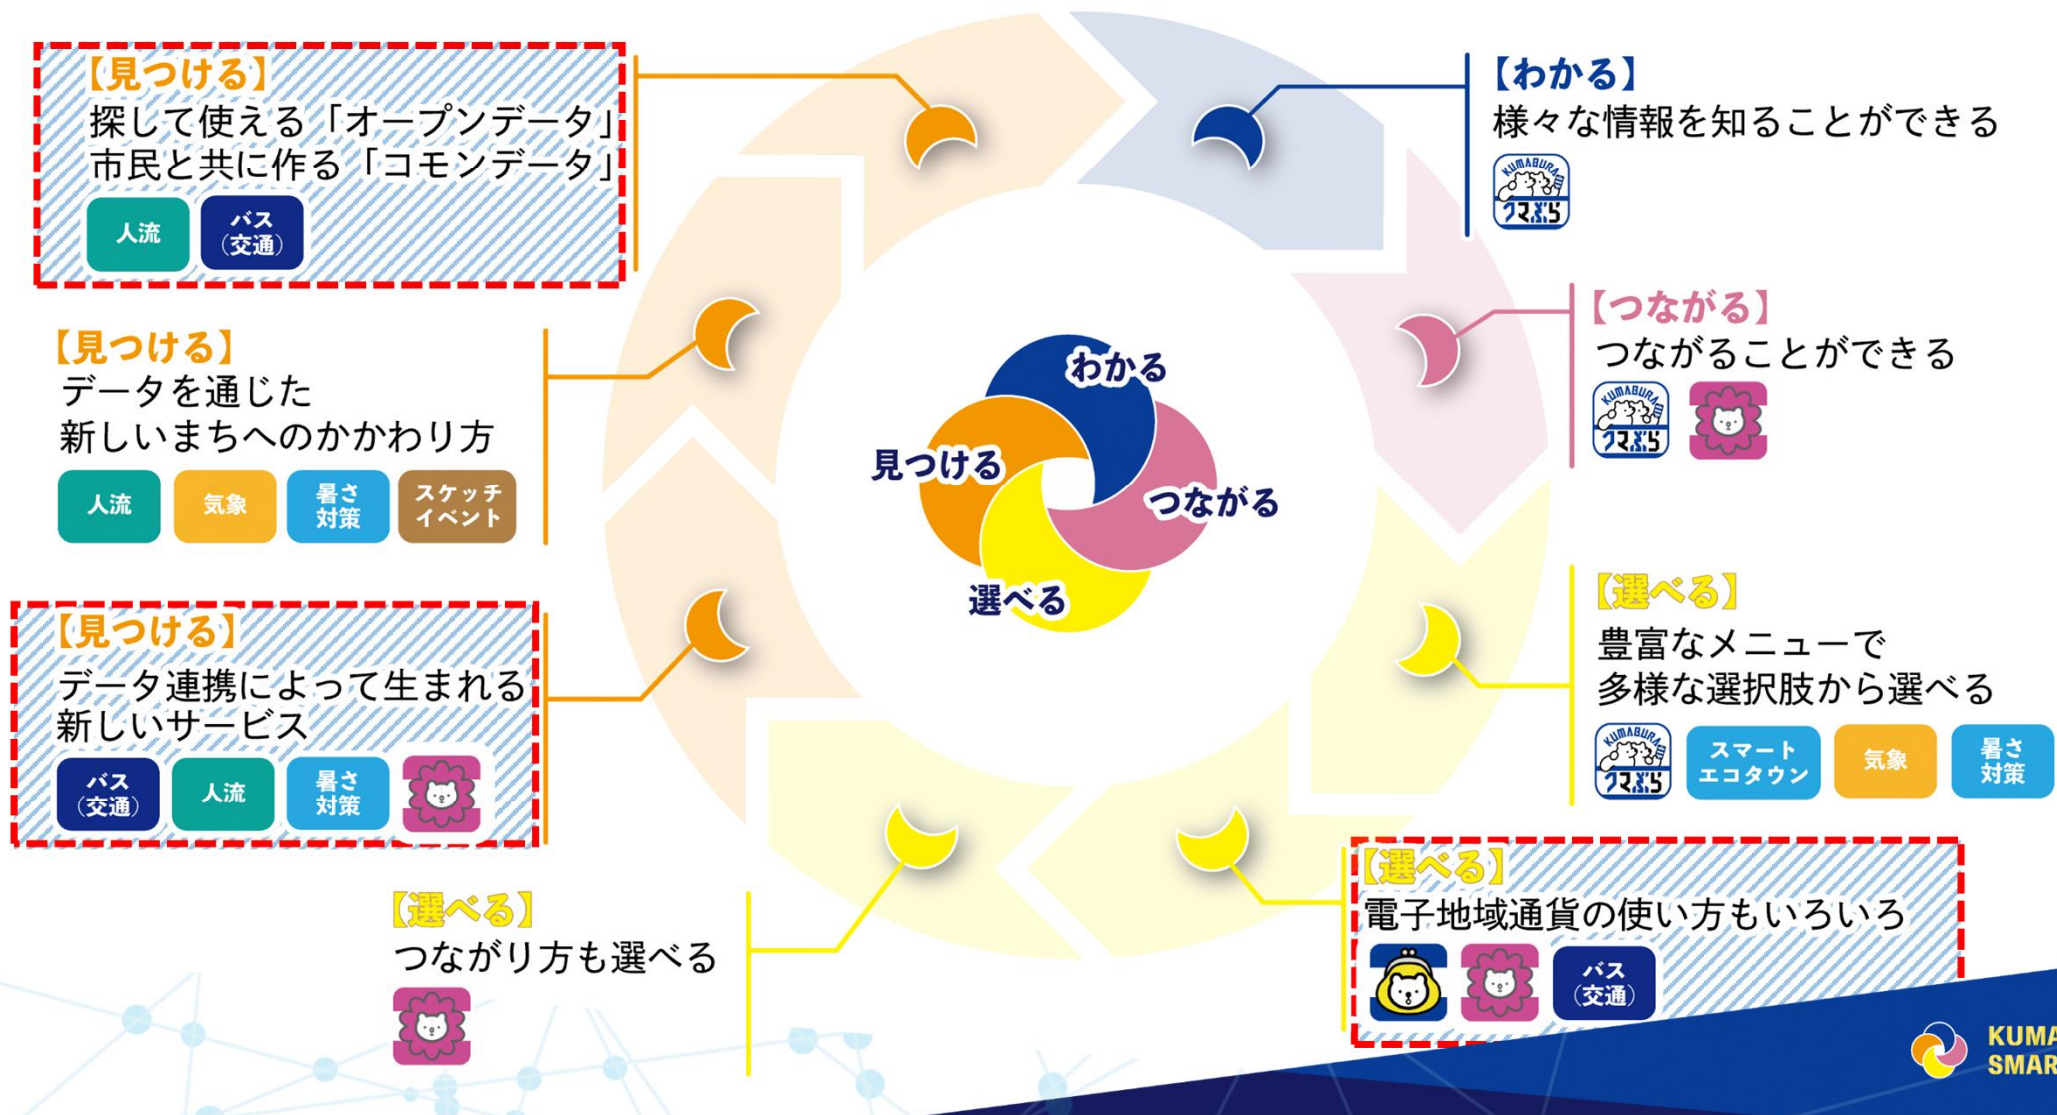 【見つける】
探して使える「オープンデータ」
市民と共に作る「コモンデータ」
人流
バス
（交通）
【見つける】
データを通じた
新しいまちへのかかわり方
人流
気象
暑さ
対策
スケッチ
イベント
【見つける】
データ連携によって生まれる
新しいサービス
バス
（交通）
人流
暑さ
対策
【選べる】
つながり方も選べる
わかる
見つける
つながる
選べる
【わかる】
様々な情報を知ることができる
KUMABURA
クマぶら
【つながる】
つながることができる
KUMABURA
クマぶら
【選べる】
豊富なメニューで
多様な選択肢から選べる
KUMABURA
クマぶら
スマート
エコタウン
気象
暑さ
対策
【選べる】
電子地域通貨の使い方もいろいろ
バス
（交通）
KUMA
SMAR